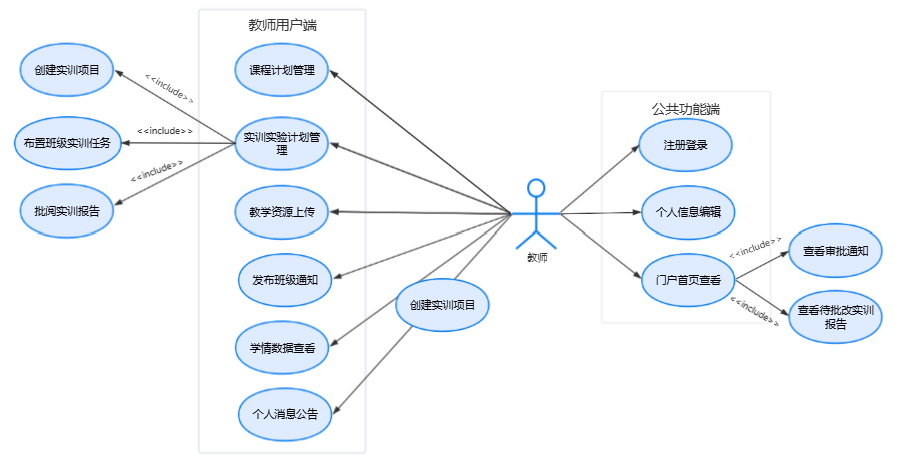 教师用户端
课程计划管理
创建实训项目
<<include>>
公共功能端
实训实验计划管
理
布置班级实训任务
<<include>>
注册登录
批阅实训报告
<<include>>
教学资源上传
个人信息编辑
教师
<<include>>
查看审批通知
发布班级通知
门户首页查看
创建实训项目
<<include>>
查看待批改实训
报告
学情数据查看
个人消息公告